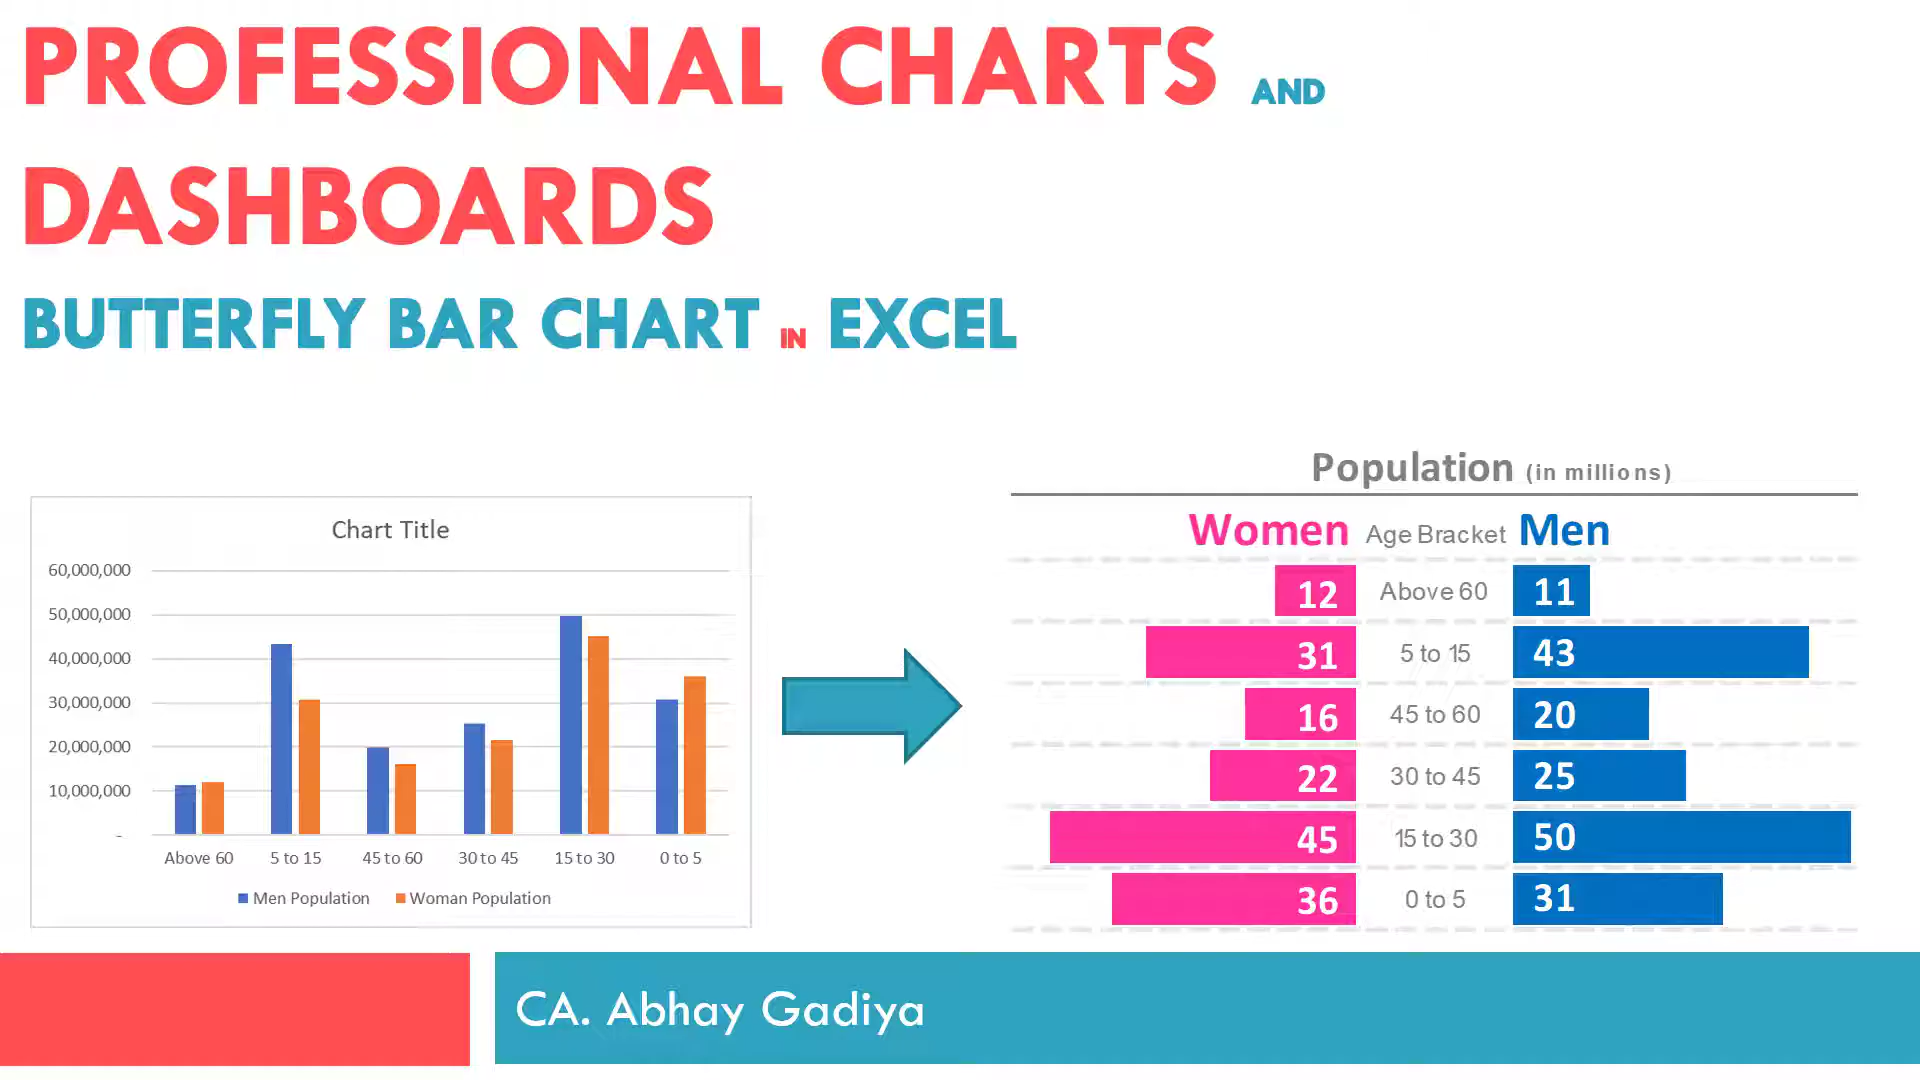 PROFESSIONAL CHARTS AND
DASHBOARDS
BUTTERFLY BAR CHART IN EXCEL
Chart Title
60,000,000
50,000,000
40,000,000
30,000,000
20,000,000
10,000,000
-
Above 60 5 to 15 45 to 60 30 to 45 15 to 30 0 to 5
Men Population Woman Population
Population (in millions)
Women Age Bracket Men
12 Above 60 11
31 5 to 15 43
16 45 to 60 20
22 30 to 45 25
45 15 to 30 50
36 0 to 5 31
CA. Abhay Gadiya